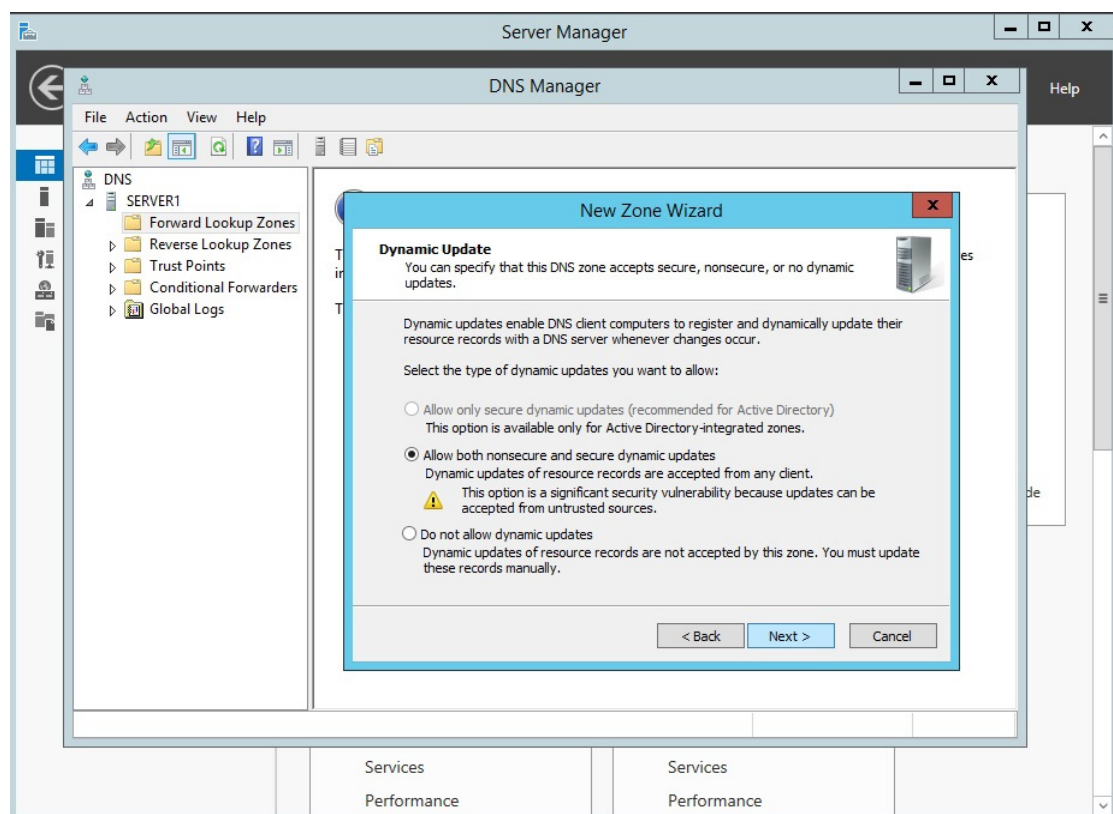 Server Manager
Help
DNS Manager
File Action View Help
DNS
SERVER1
Forward Lookup Zones
Reverse Lookup Zones
Trust Points
Conditional Forwarders
Global Logs
es
de
New Zone Wizard
Dynamic Update
You can specify that this DNS zone accepts secure, nonsecure, or no dynamic
updates.
Dynamic updates enable DNS client computers to register and dynamically update their
resource records with a DNS server whenever changes occur.
Select the type of dynamic updates you want to allow:
Allow only secure dynamic updates (recommended for Active Directory)
This option is available only for Active Directory-integrated zones.
Allow both nonsecure and secure dynamic updates
Dynamic updates of resource records are accepted from any client.
This option is a significant security vulnerability because updates can be
accepted from untrusted sources.
Do not allow dynamic updates
Dynamic updates of resource records are not accepted by this zone. You must update
these records manually.
< Back Next > Cancel
Services Services
Performance Performance